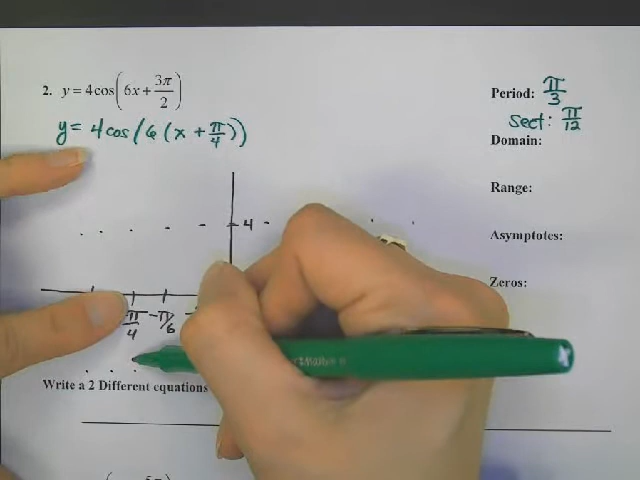 2. y = 4cos(6x + 3π/2)
y = 4cos(6(x + π/4))
Period: π/3
sect: π/12
Domain:
Range:
Asymptotes:
Zeros:
4
-π/4 -π/6
Write a 2 Different equations